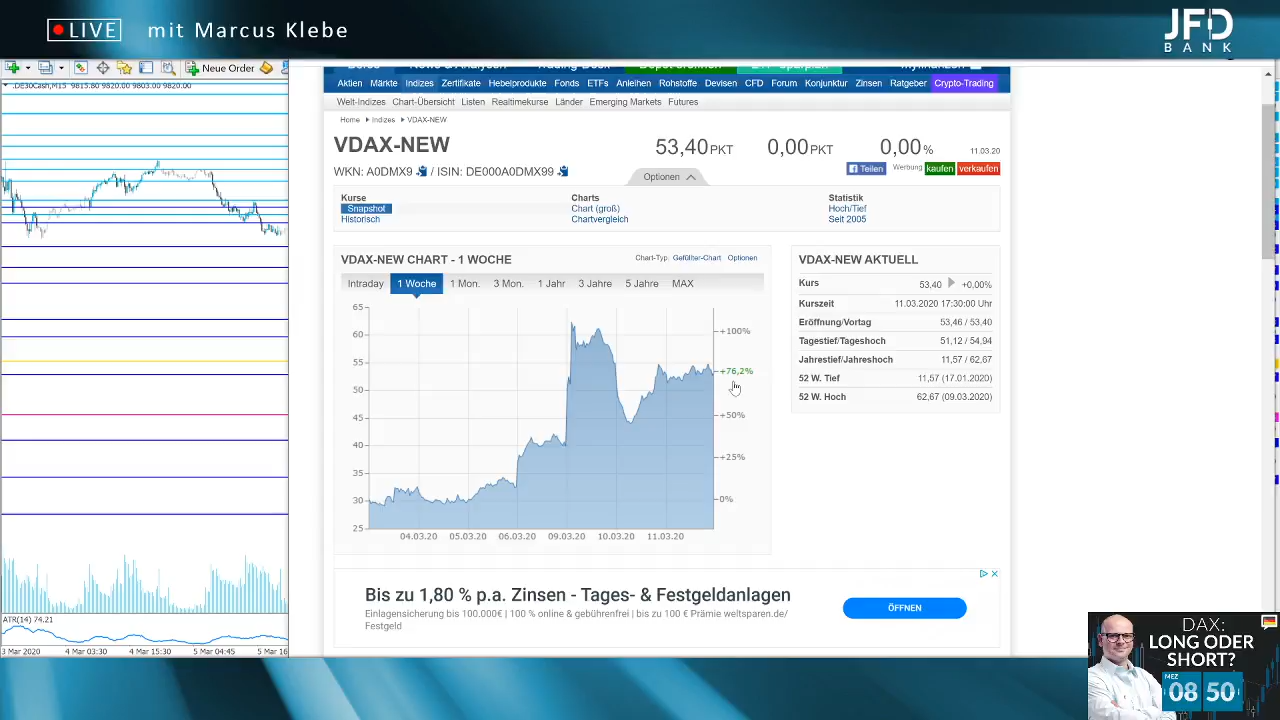 LIVE mit Marcus Klebe
JFD
BANK
New Order
.DE30Cash,M15 9815.80 9820.00 9803.00 9820.00
Aktien Märkte Indizes Zertifikate Hebelprodukte Fonds ETFs Anleihen Rohstoffe Devisen CFD Forum Konjunktur Zinsen Ratgeber Crypto-Trading
Welt-Indizes Chart-Übersicht Listen Realtimekurse Länder Emerging Markets Futures
Home Indizes VDAX-NEW
VDAX-NEW
53,40 PKT 0,00 PKT 0,00 % 11.03.20
WKN: A0DMX9 / ISIN: DE000A0DMX99
Teilen Werbung kaufen verkaufen
Optionen
Kurse Charts Statistik
Snapshot Chart (groß) Hoch/Tief
Historisch Chartvergleich Seit 2005
VDAX-NEW CHART - 1 WOCHE
Chart-Typ: Gefüllter-Chart Optionen
Intraday 1 Woche 1 Mon. 3 Mon. 1 Jahr 3 Jahre 5 Jahre MAX
65
60
55
50
45
40
35
30
25
+100%
+76,2%
+50%
+25%
0%
04.03.20 05.03.20 06.03.20 09.03.20 10.03.20 11.03.20
VDAX-NEW AKTUELL
Kurs 53,40 +0,00%
Kurszeit 11.03.2020 17:30:00 Uhr
Eröffnung/Vortag 53,46 / 53,40
Tagestief/Tageshoch 51,12 / 54,94
Jahrestief/Jahreshoch 11,57 / 62,67
52 W. Tief 11,57 (17.01.2020)
52 W. Hoch 62,67 (09.03.2020)
Bis zu 1,80 % p.a. Zinsen - Tages- & Festgeldanlagen
Einlagensicherung bis 100.000€ | 100 % online & gebührenfrei | bis zu 100 € Prämie weltsparen.de/
Festgeld
ÖFFNEN
ATR(14) 74.21
3 Mar 2020 4 Mar 03:30 4 Mar 15:30 5 Mar 04:45 5 Mar 16
DAX:
LONG ODER
SHORT?
MEZ
08 50